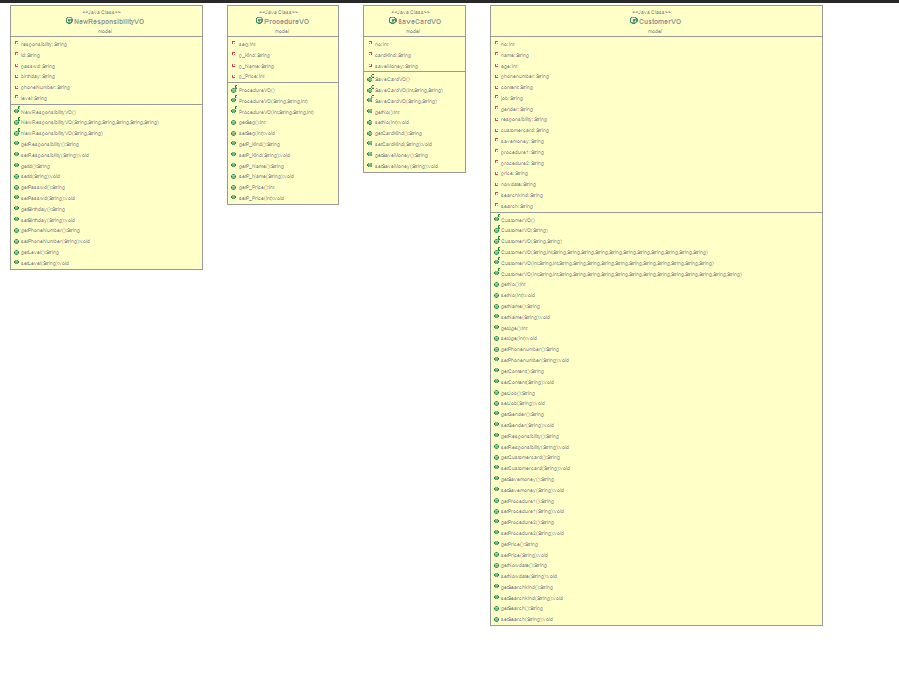 <<Java Class>>
NewResponsibilityVO
model
responsibility: String
id: String
passwd: String
birthday: String
phoneNumber: String
level: String
NewResponsibilityVO()
NewResponsibilityVO(String,String,String,String,String,String)
NewResponsibilityVO(String,String)
getResponsibility():String
setResponsibility(String):void
getId():String
setId(String):void
getPasswd():String
setPasswd(String):void
getBirthday():String
setBirthday(String):void
getPhoneNumber():String
setPhoneNumber(String):void
getLevel():String
setLevel(String):void
<<Java Class>>
ProcedureVO
model
seg: int
p_Kind: String
p_Name: String
p_Price: int
ProcedureVO()
ProcedureVO(String,String,int)
ProcedureVO(int,String,String,int)
getSeg():int
setSeg(int):void
getP_Kind():String
setP_Kind(String):void
getP_Name():String
setP_Name(String):void
getP_Price():int
setP_Price(int):void
<<Java Class>>
SaveCardVO
model
no: int
cardKind: String
saveMoney: String
SaveCardVO()
SaveCardVO(int,String,String)
SaveCardVO(String,String)
getNo():int
setNo(int):void
getCardKind():String
setCardKind(String):void
getSaveMoney():String
setSaveMoney(String):void
<<Java Class>>
CustomerVO
model
no: int
name: String
age: int
phonenumber: String
content: String
job: String
gender: String
responsibility: String
customercard: String
savemoney: String
procedure1: String
procedure2: String
price: String
nowdate: String
searchkind: String
search: String
CustomerVO()
CustomerVO(String)
CustomerVO(String,String)
getNo():int
setNo(int):void
getName():String
setName(String):void
getAge():int
setAge(int):void
getPhonenumber():String
setPhonenumber(String):void
getContent():String
setContent(String):void
getJob():String
setJob(String):void
getGender():String
setGender(String):void
getResponsibility():String
setResponsibility(String):void
getCustomercard():String
setCustomercard(String):void
getSavemoney():String
setSavemoney(String):void
getProcedure1():String
setProcedure1(String):void
getProcedure2():String
setProcedure2(String):void
getPrice():String
setPrice(String):void
getNowdate():String
setNowdate(String):void
getSearchkind():String
setSearchkind(String):void
getSearch():String
setSearch(String):void